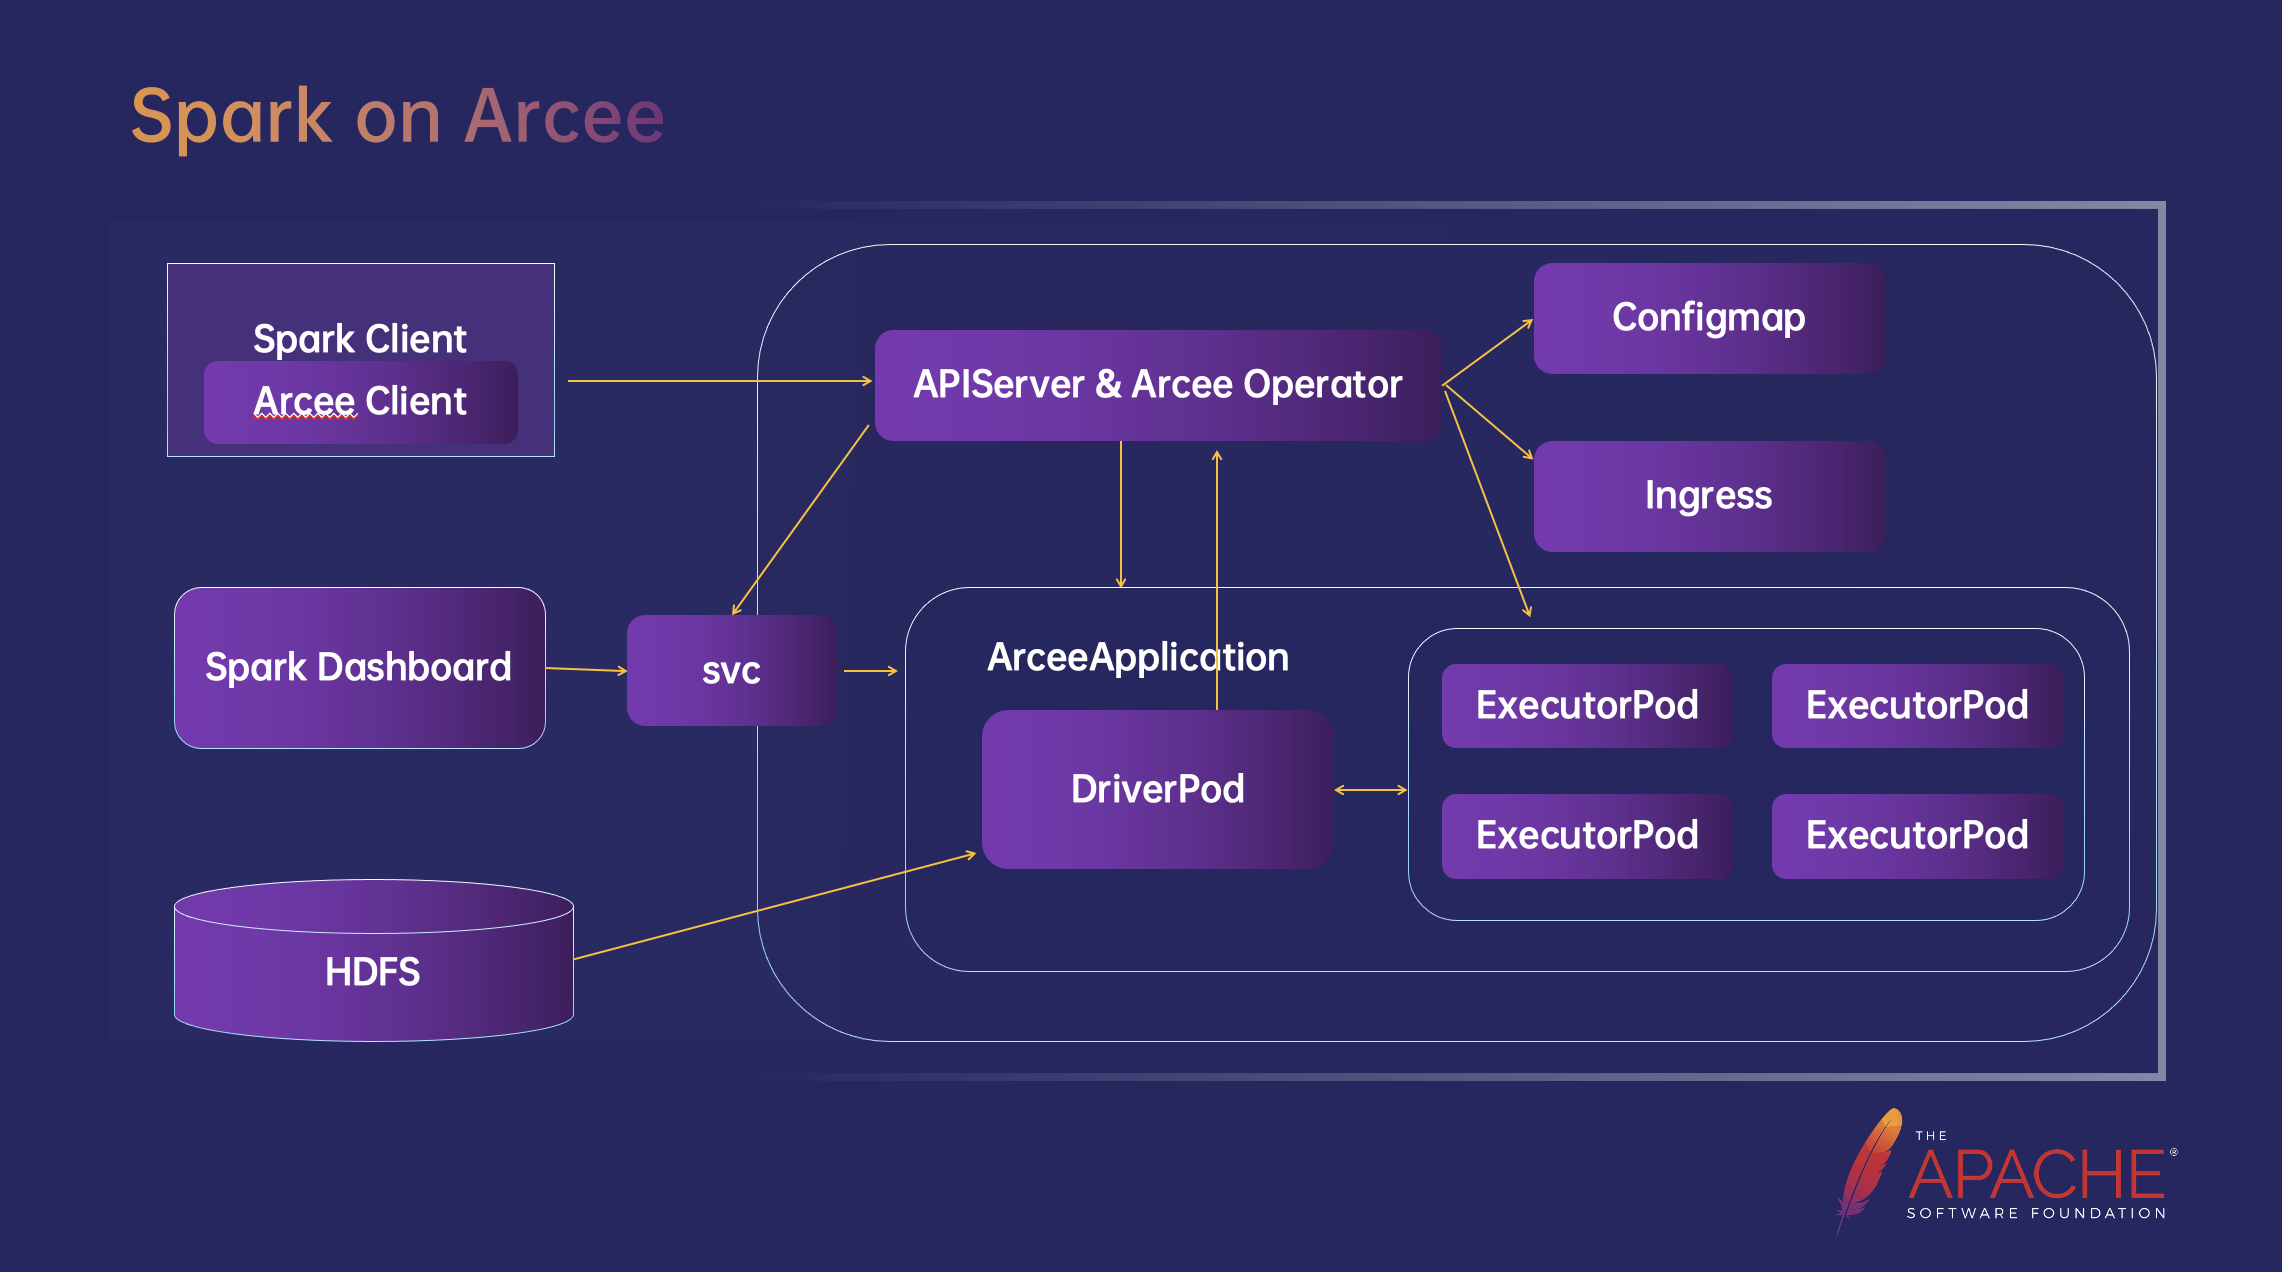 Spark on Arcee
Spark Client
Arcee Client
APIServer & Arcee Operator
Configmap
Ingress
Spark Dashboard
svc
ArceeApplication
DriverPod
ExecutorPod
ExecutorPod
ExecutorPod
ExecutorPod
HDFS
THE
APACHE®
SOFTWARE FOUNDATION